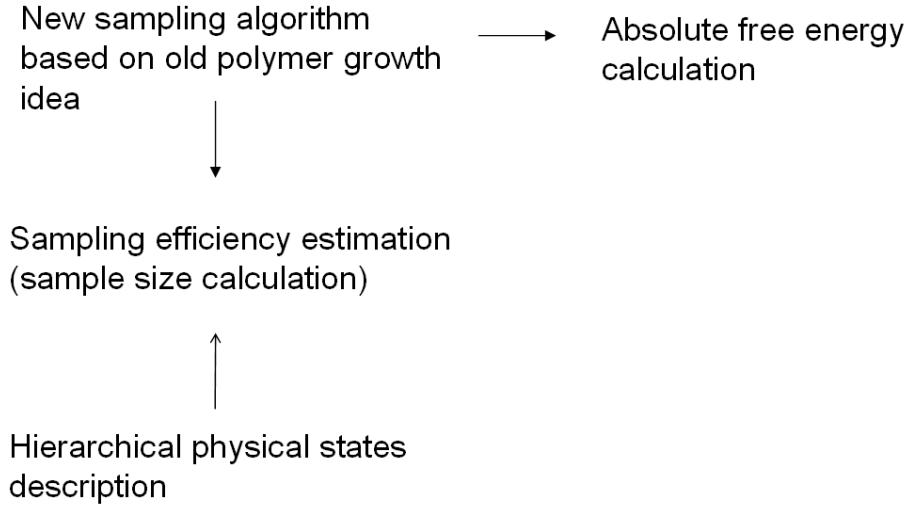 New sampling algorithm
based on old polymer growth
idea
Absolute free energy
calculation
Sampling efficiency estimation
(sample size calculation)
Hierarchical physical states
description